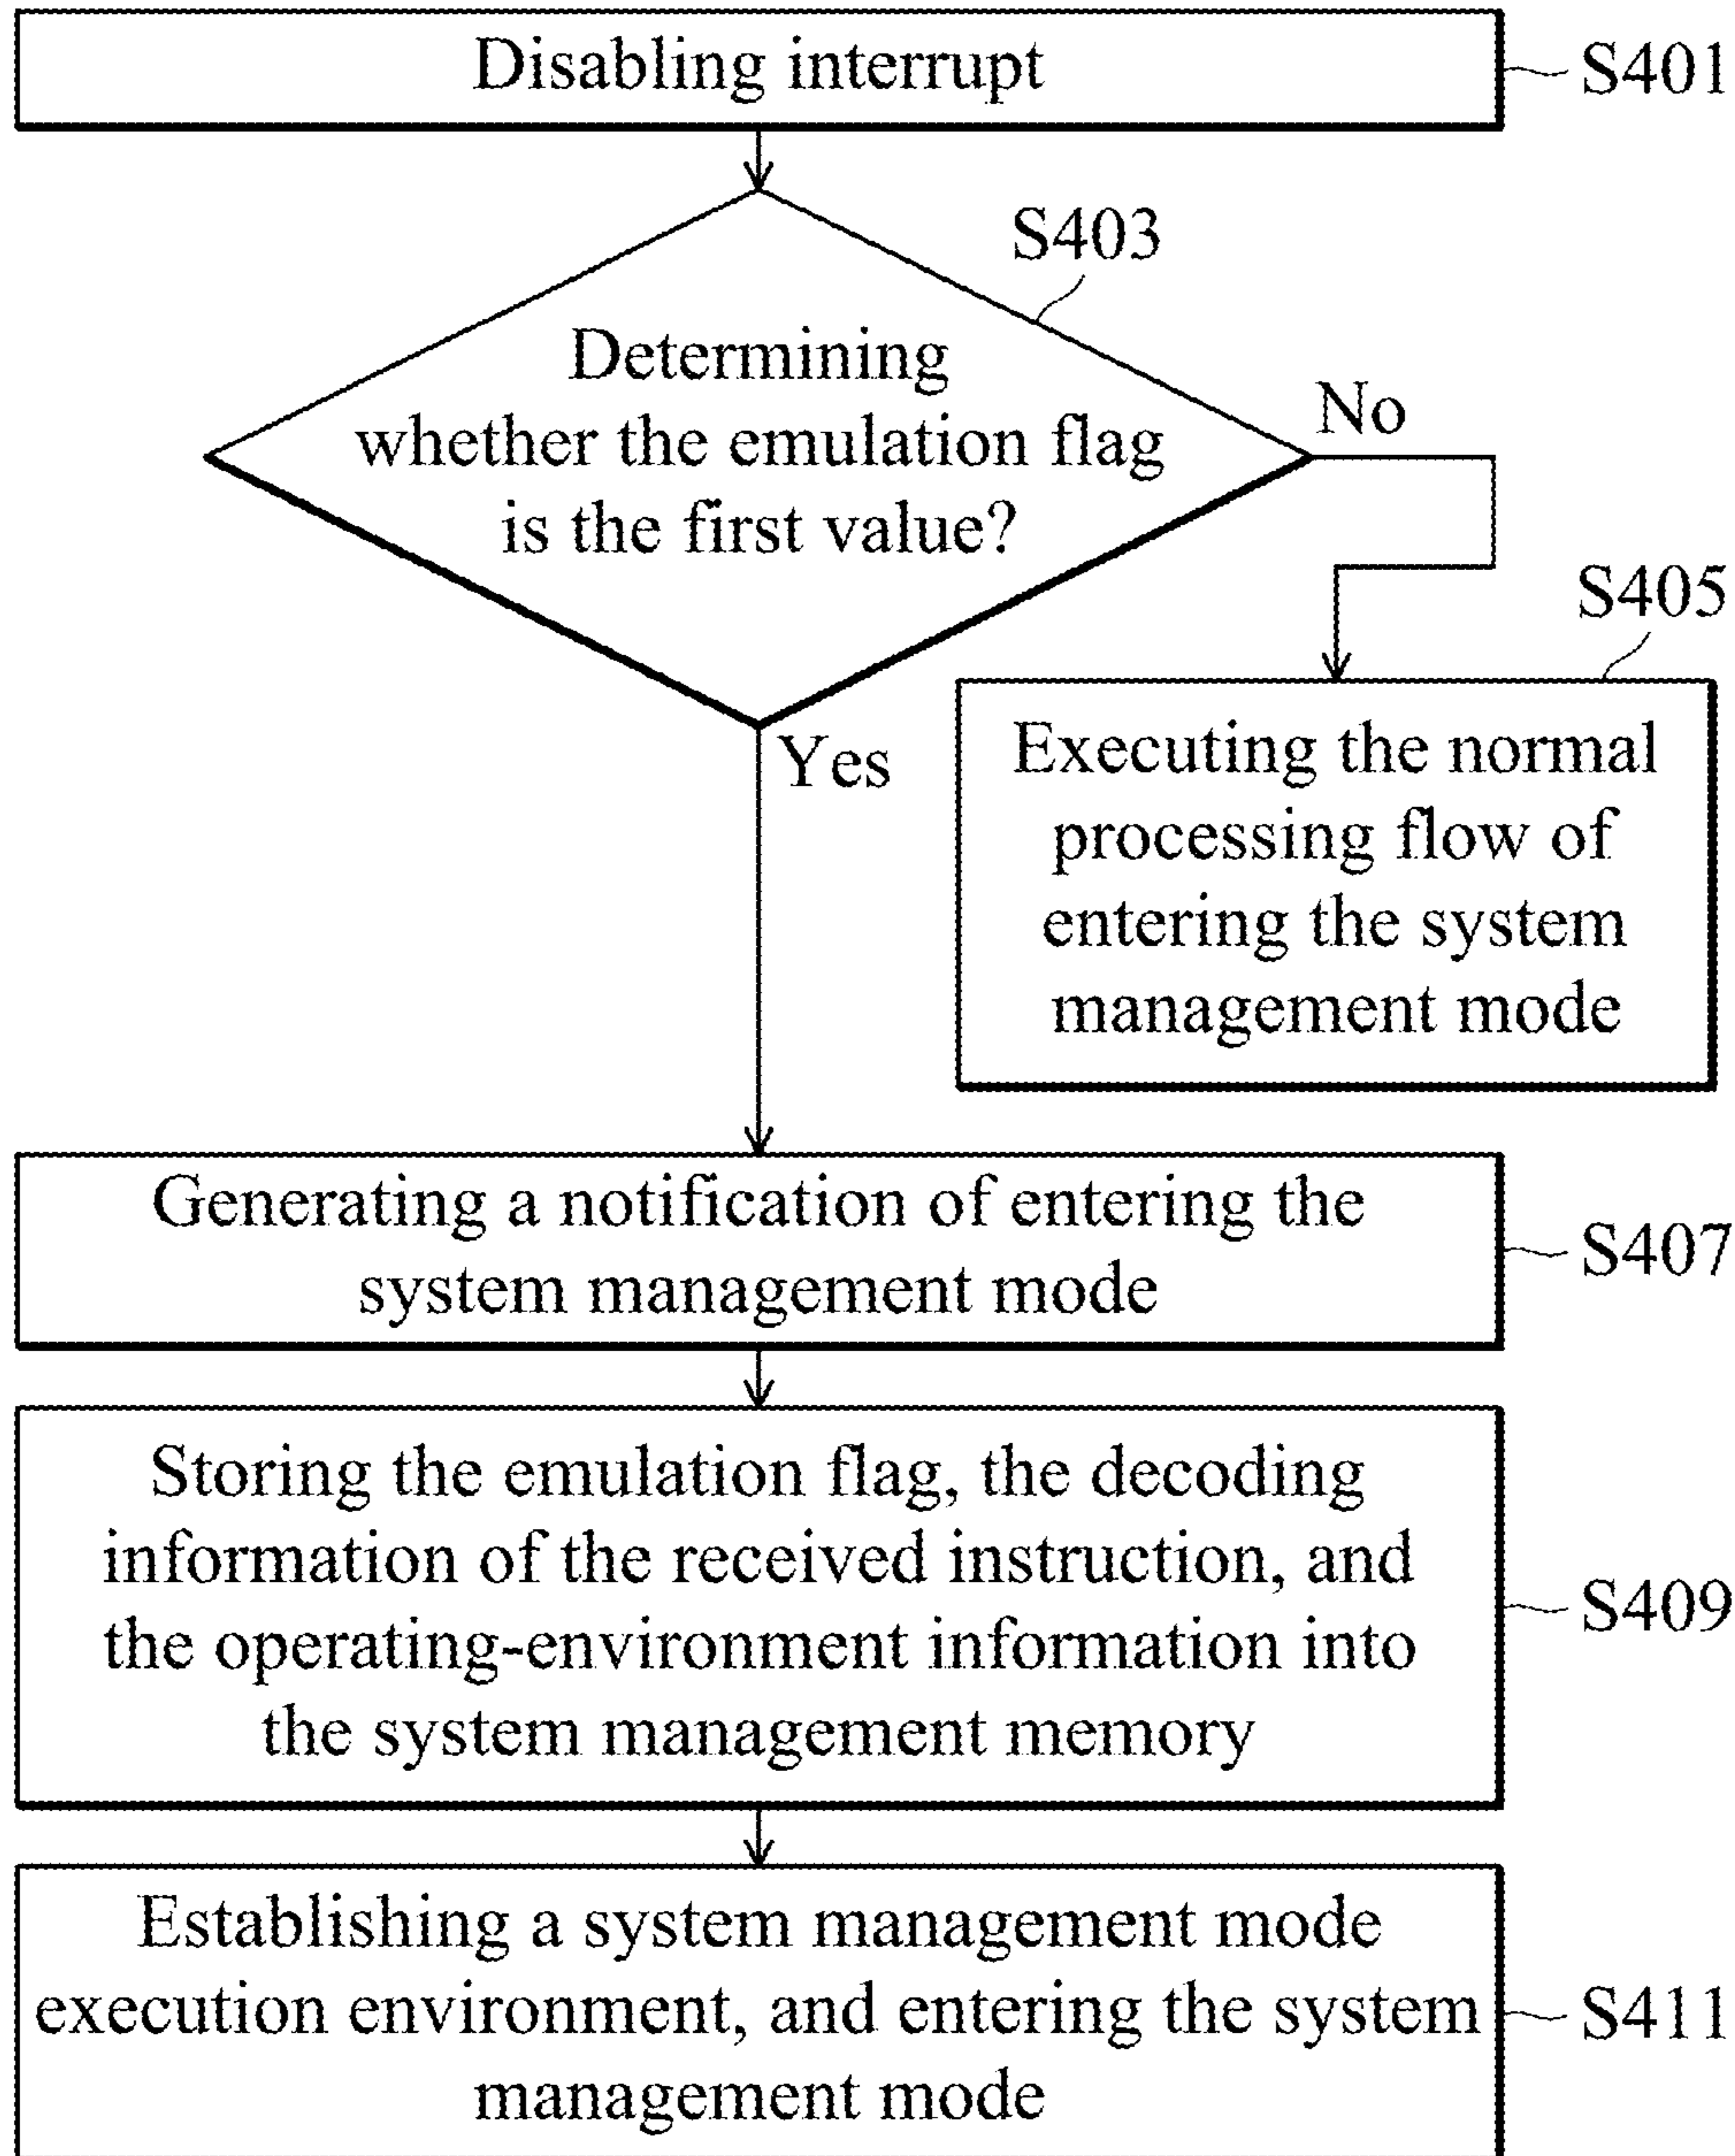 Disabling interrupt
S401
S403
Determining
whether the emulation flag
is the first value?
No
Yes
S405
Executing the normal
processing flow of
entering the system
management mode
Generating a notification of entering the
system management mode
S407
Storing the emulation flag, the decoding
information of the received instruction, and
the operating-environment information into
the system management memory
S409
Establishing a system management mode
execution environment, and entering the system
management mode
S411